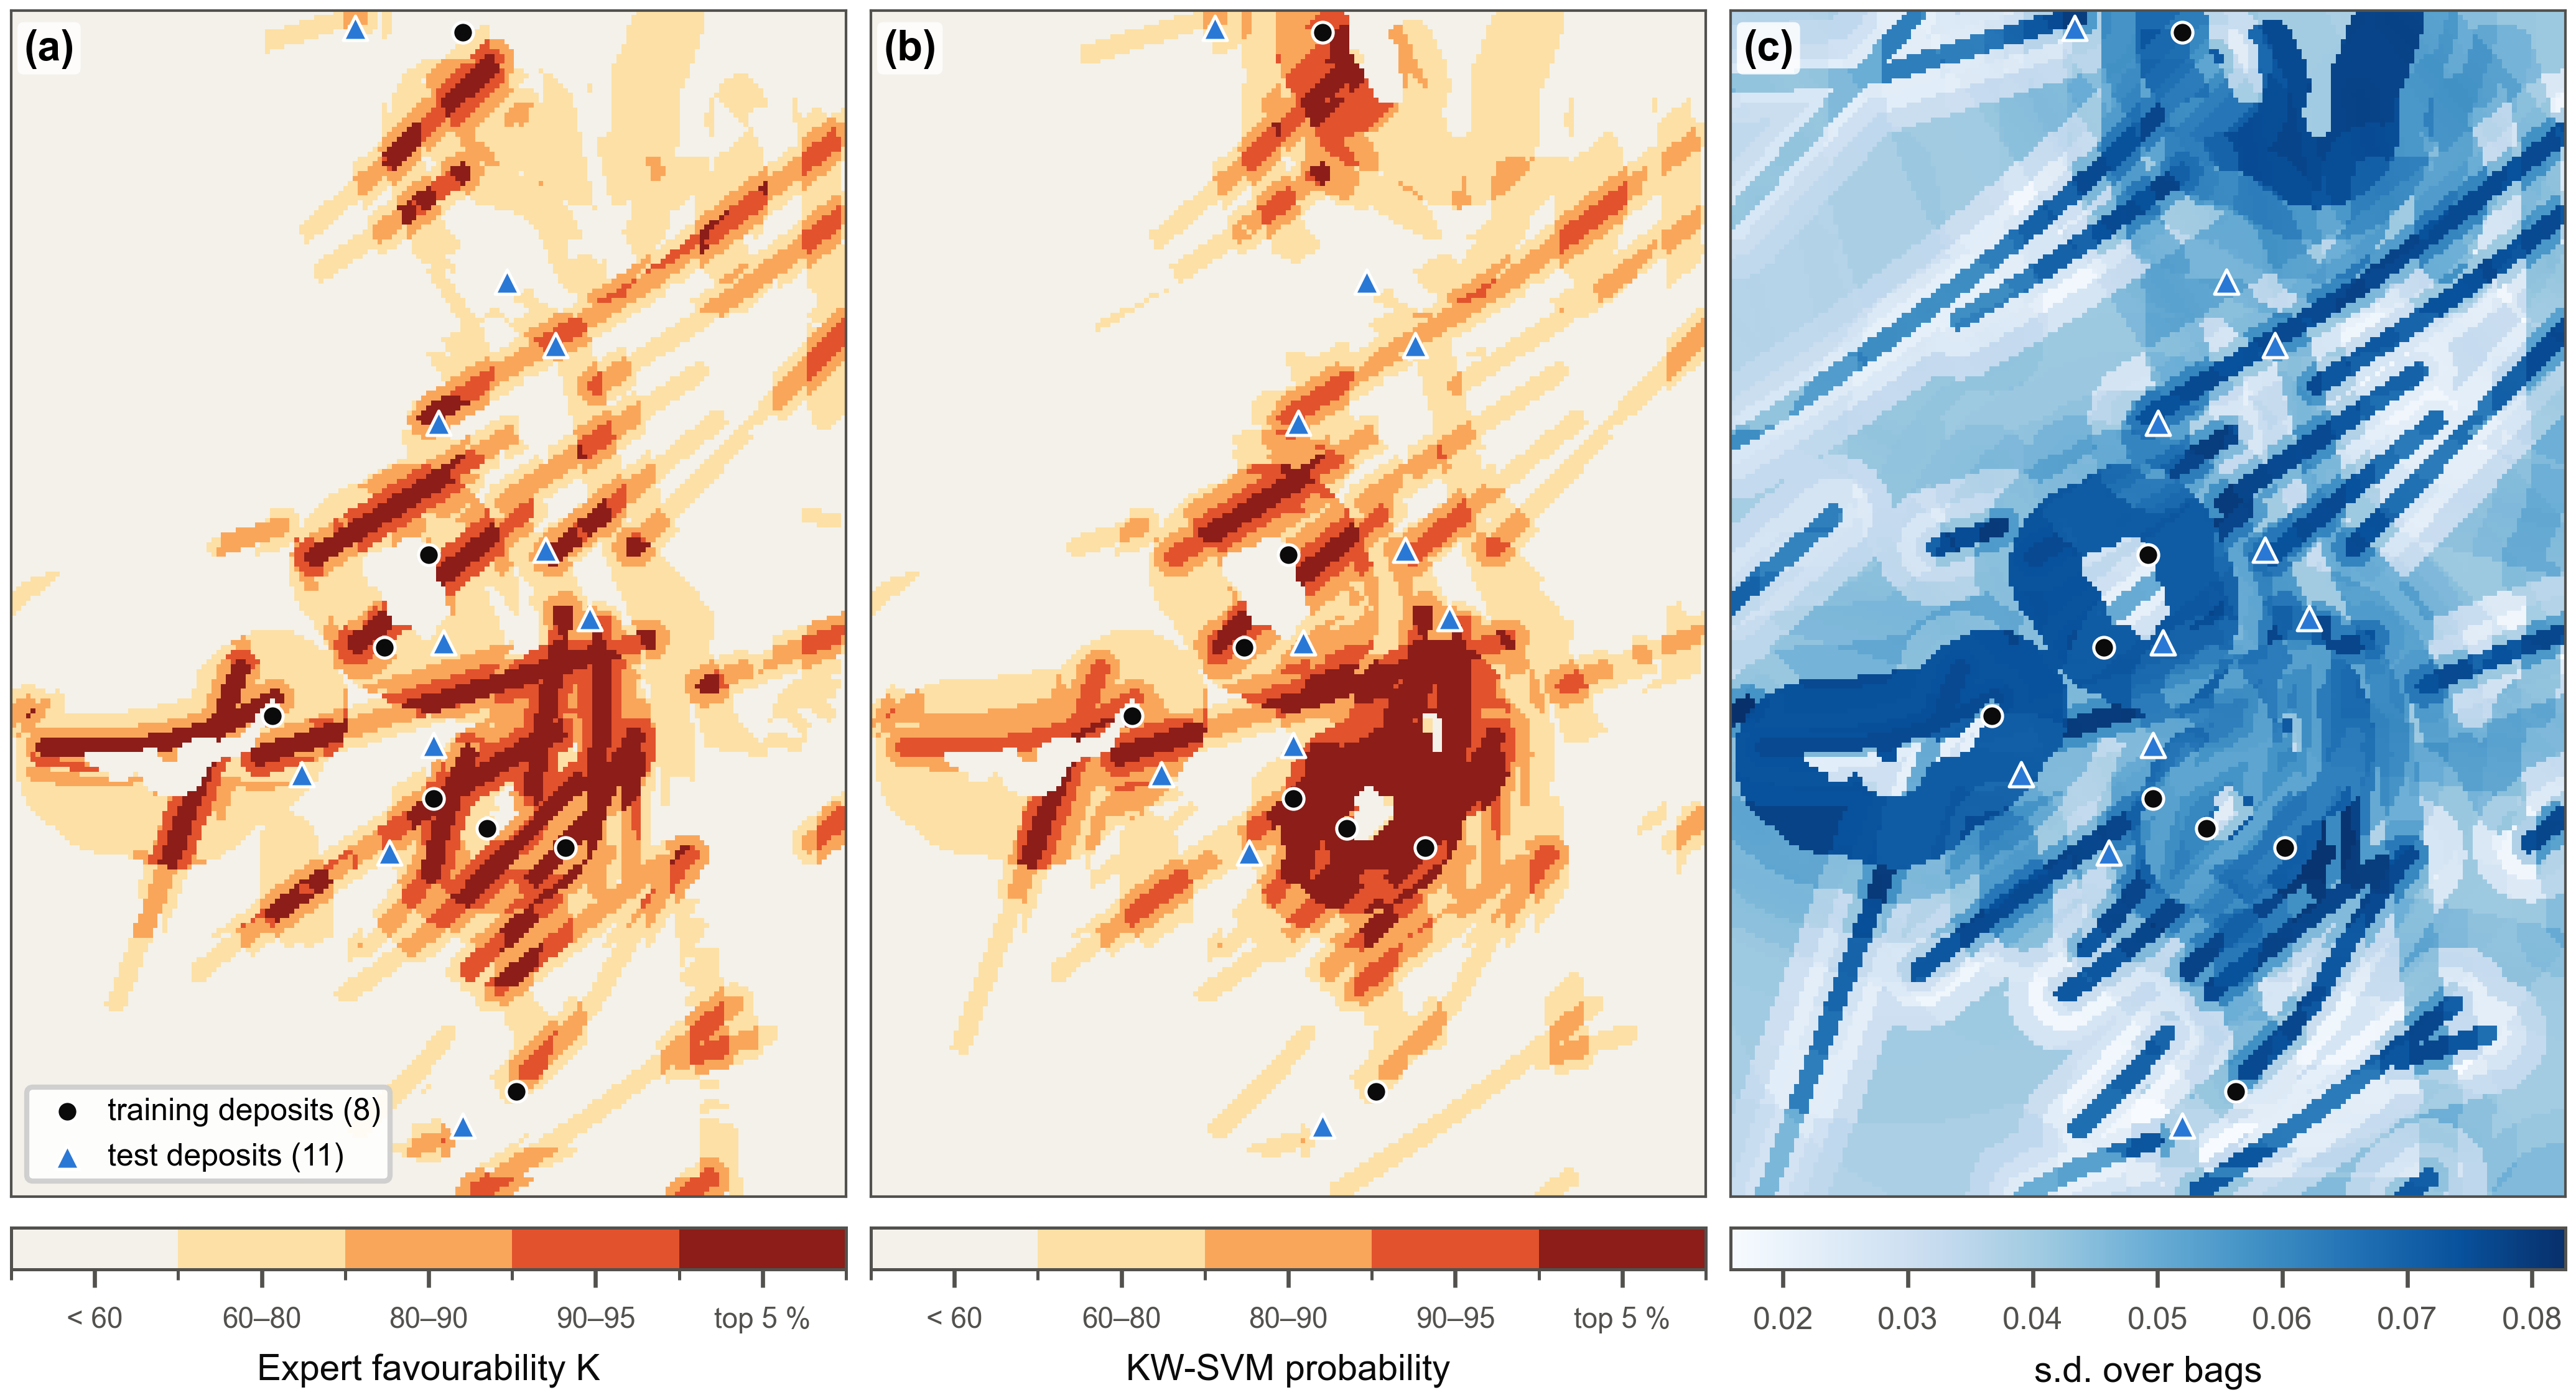 (a)
(b)
(c)
training deposits (8)
test deposits (11)
< 60
60–80
80–90
90–95
top 5 %
Expert favourability K
< 60
60–80
80–90
90–95
top 5 %
KW-SVM probability
0.02
0.03
0.04
0.05
0.06
0.07
0.08
s.d. over bags